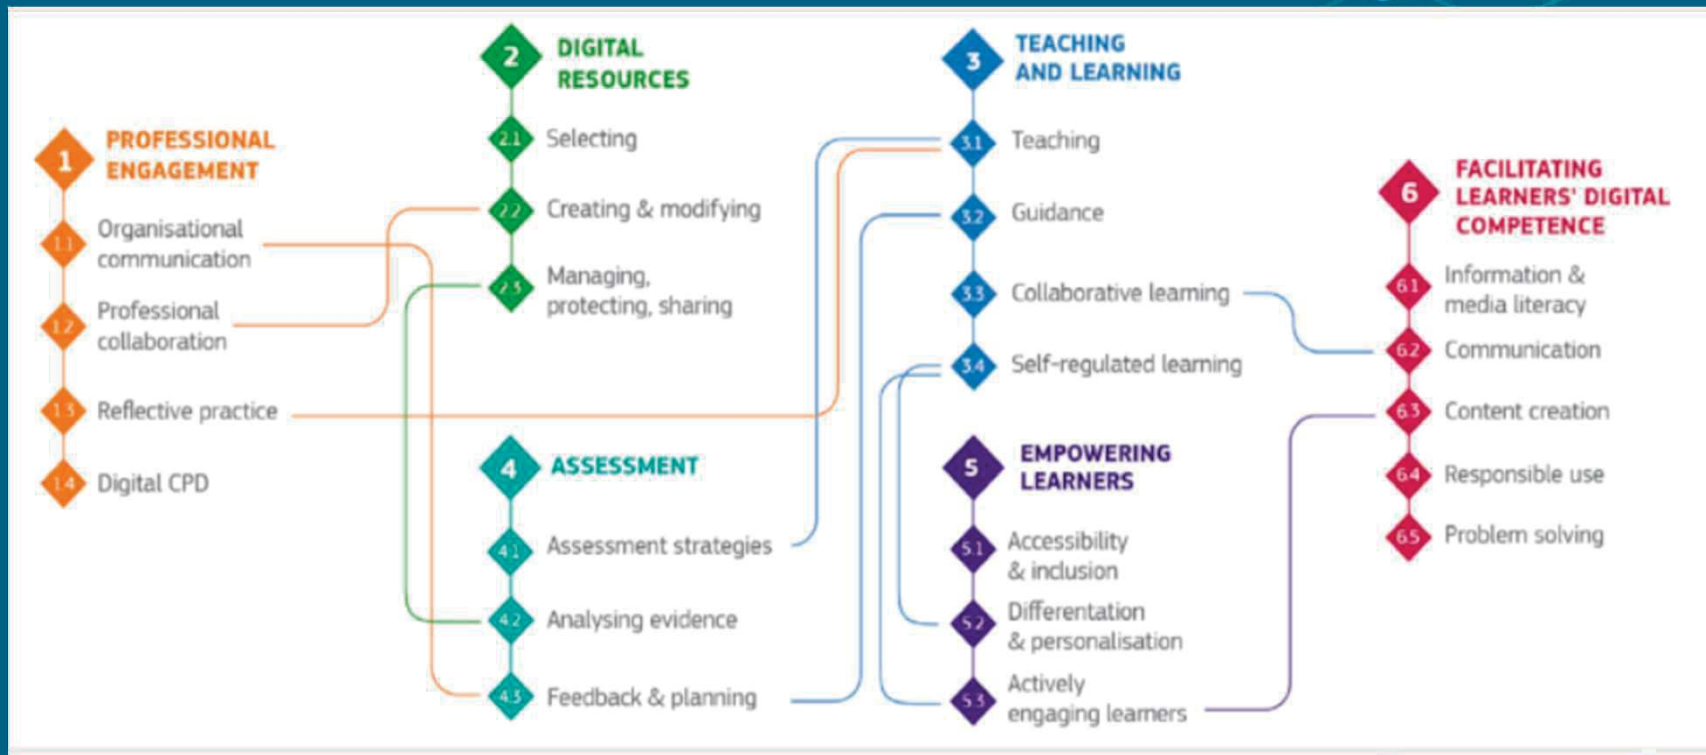 1
PROFESSIONAL
ENGAGEMENT
1.1
Organisational
communication
1.2
Professional
collaboration
1.3
Reflective practice
1.4
Digital CPD
2
DIGITAL
RESOURCES
2.1
Selecting
2.2
Creating & modifying
2.3
Managing,
protecting, sharing
3
TEACHING
AND LEARNING
3.1
Teaching
3.2
Guidance
3.3
Collaborative learning
3.4
Self-regulated learning
4
ASSESSMENT
4.1
Assessment strategies
4.2
Analysing evidence
4.3
Feedback & planning
5
EMPOWERING
LEARNERS
5.1
Accessibility
& inclusion
5.2
Differentation
& personalisation
5.3
Actively
engaging learners
6
FACILITATING
LEARNERS' DIGITAL
COMPETENCE
6.1
Information &
media literacy
6.2
Communication
6.3
Content creation
6.4
Responsible use
6.5
Problem solving